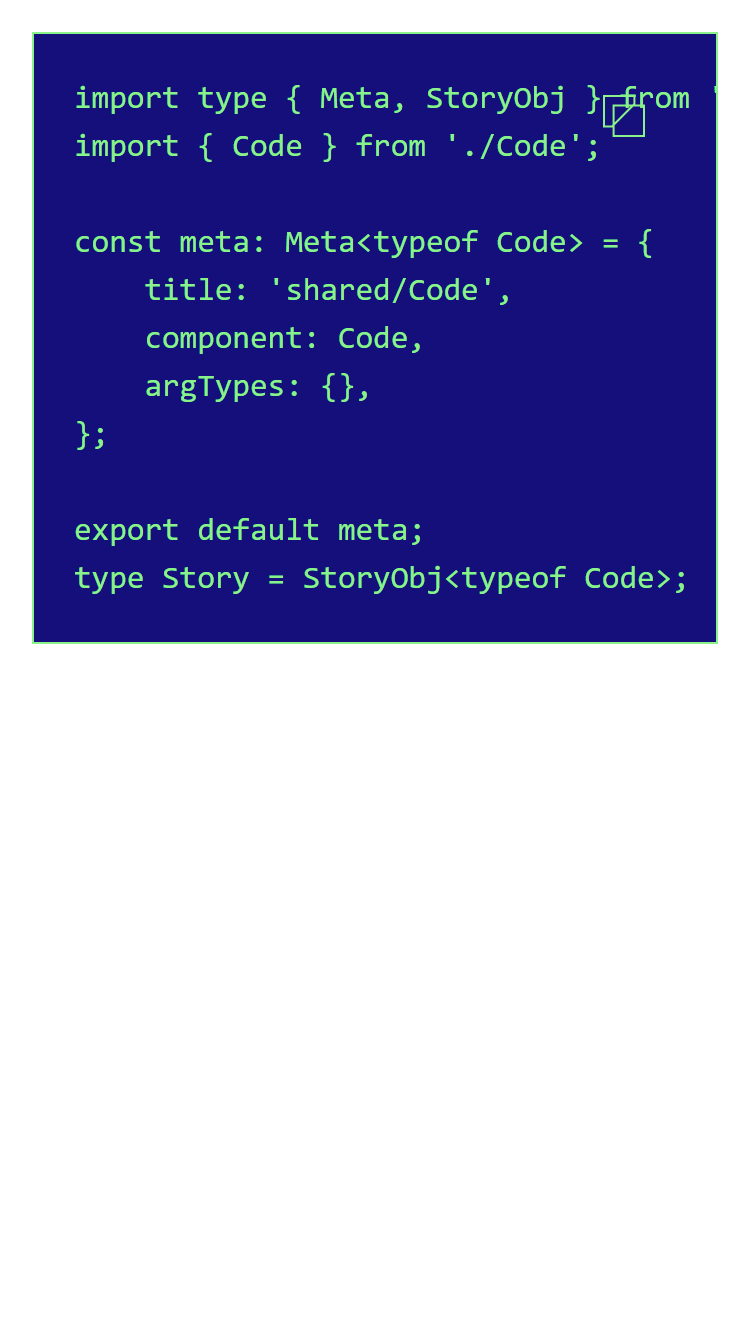 import type { Meta, StoryObj } from '
import { Code } from './Code';
const meta: Meta<typeof Code> = {
    title: 'shared/Code',
    component: Code,
    argTypes: {},
};
export default meta;
type Story = StoryObj<typeof Code>;